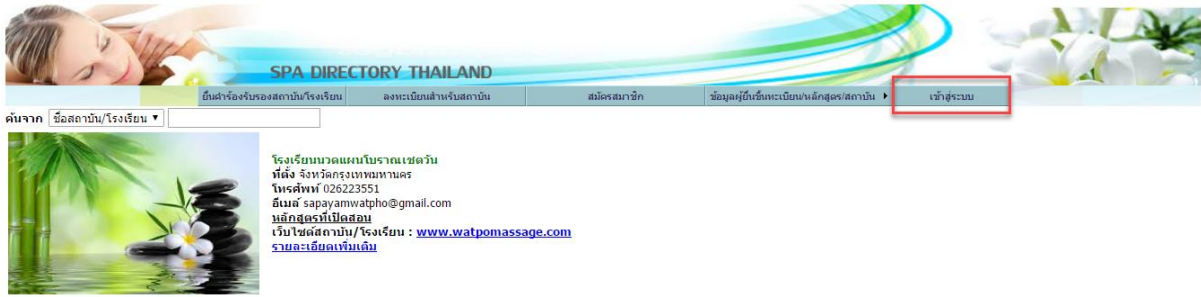 SPA DIRECTORY THAILAND
ยื่นคำร้องรับรองสถาบัน/โรงเรียน ลงทะเบียนสำหรับสถาบัน สมัครสมาชิก ข้อมูลผู้ยื่นขึ้นทะเบียน/หลักสูตร/สถาบัน เข้าสู่ระบบ
ค้นจาก ชื่อสถาบัน/โรงเรียน
โรงเรียนนวดแผนโบราณเชตวัน
ที่ตั้ง จังหวัดกรุงเทพมหานคร
โทรศัพท์ 026223551
อีเมล์ sapayamwatpho@gmail.com
หลักสูตรที่เปิดสอน
เว็บไซต์สถาบัน/โรงเรียน : www.watpomassage.com
รายละเอียดเพิ่มเติม